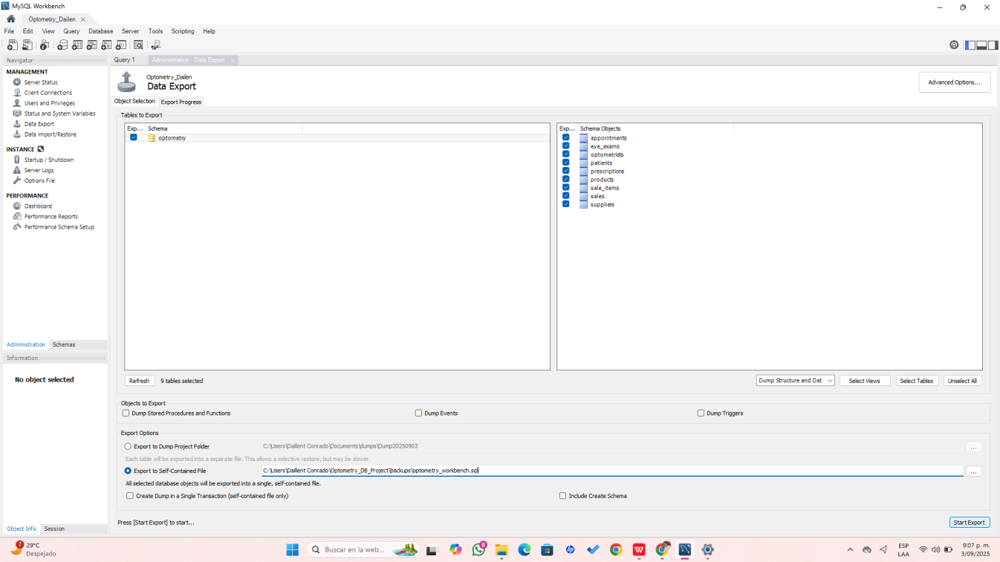 MySQL Workbench
Optometry_Dailen
File Edit View Query Database Server Tools Scripting Help
Navigator
MANAGEMENT
Server Status
Client Connections
Users and Privileges
Status and System Variables
Data Export
Data Import/Restore
INSTANCE
Startup / Shutdown
Server Logs
Options File
PERFORMANCE
Dashboard
Performance Reports
Performance Schema Setup
Administration Schemas
Information
No object selected
Object Info Session
Query 1 Administration - Data Export
Optometry_Dailen
Data Export
Advanced Options...
Object Selection Export Progress
Tables to Export
Exp... Schema
optometry
Exp... Schema Objects
appointments
eye_exams
optometrists
patients
prescriptions
products
sale_items
sales
suppliers
Refresh 9 tables selected Dump Structure and Dat Select Views Select Tables Unselect All
Objects to Export
Dump Stored Procedures and Functions Dump Events Dump Triggers
Export Options
Export to Dump Project Folder C:\Users\Daillent Conrado\Documents\dumps\Dump20250903 ...
Each table will be exported into a separate file. This allows a selective restore, but may be slower.
Export to Self-Contained File C:\Users\Daillent Conrado\Optometry_DB_Project\backups\optometry_workbench.sql ...
All selected database objects will be exported into a single, self-contained file.
Create Dump in a Single Transaction (self-contained file only) Include Create Schema
Press [Start Export] to start... Start Export
7 29°C
Despejado
Buscar en la web...
8
ESP
LAA
9:07 p. m.
3/09/2025